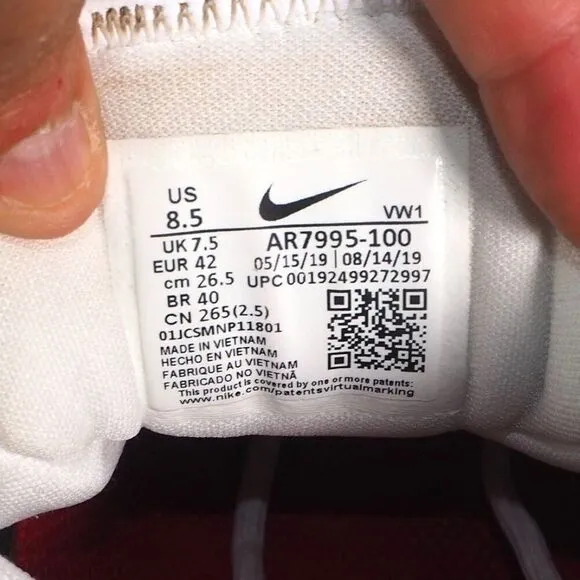 US
8.5
VW1
UK 7.5
AR7995-100
EUR 42
05/15/19 | 08/14/19
cm 26.5
UPC 00192499272997
BR 40
CN 265(2.5)
01JCSMNP11801
MADE IN VIETNAM
HECHO EN VIETNAM
FABRIQUE AU VIETNAM
FABRICADO NO VIETNÃ
This product is covered by one or more patents:
www.nike.com/patentsvirtualmarking